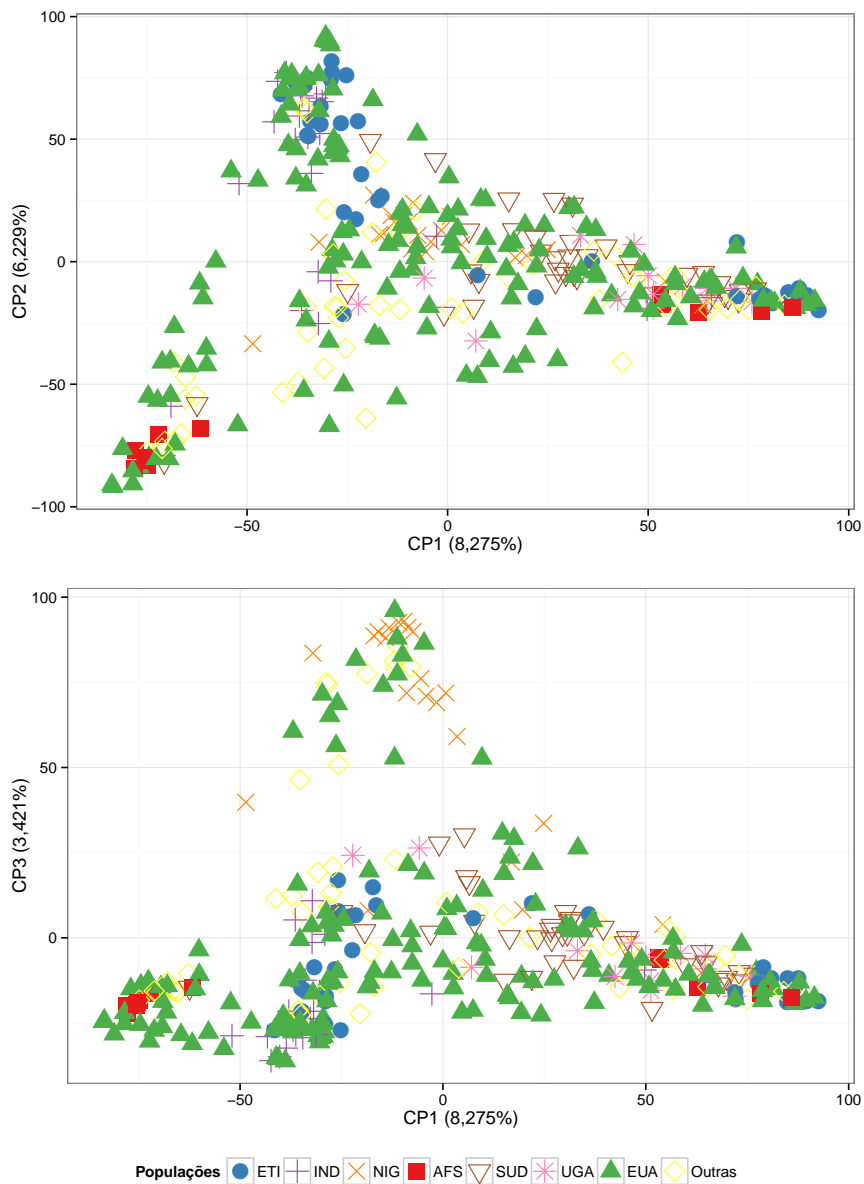 100
50
0
−50
−100
CP2 (6,229%)
−50 0 50 100
CP1 (8,275%)
100
50
0
CP3 (3,421%)
−50 0 50 100
CP1 (8,275%)
Populações ETI IND NIG AFS SUD UGA EUA Outras